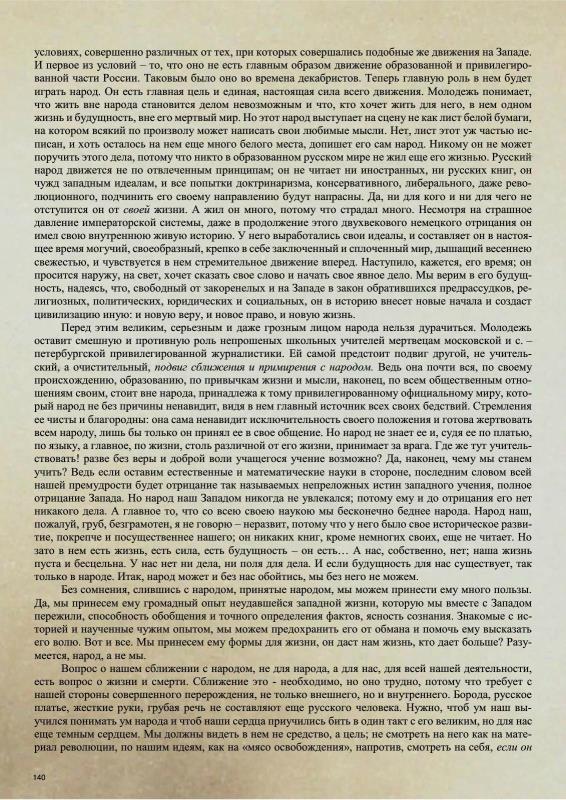 условиях, совершенно различных от тех, при которых совершались подобные же движения на Западе.
И первое из условий – то, что оно не есть главным образом движение образованной и привилегиро-
ванной части России. Таковым было оно во времена декабристов. Теперь главную роль в нем будет
играть народ. Он есть главная цель и единая, настоящая сила всего движения. Молодежь понимает,
что жить вне народа становится делом невозможным и что, кто хочет жить для него, в нем одном
жизнь и будущность, вне его мертвый мир. Но этот народ выступает на сцену не как лист белой бумаги,
на котором всякий по произволу может написать свои любимые мысли. Нет, лист этот уж частью ис-
писан, и хоть осталось на нем еще много белого места, допишет его сам народ. Никому он не может
поручить этого дела, потому что никто в образованном русском мире не жил еще его жизнью. Русский
народ движется не по отвлеченным принципам; он не читает ни иностранных, ни русских книг, он
чужд западным идеалам, и все попытки доктринаризма, консервативного, либерального, даже рево-
люционного, подчинить его своему направлению будут напрасны. Да, ни для кого и ни для чего не
отступится он от своей жизни. А жил он много, потому что страдал много. Несмотря на страшное
давление императорской системы, даже в продолжение этого двухвекового немецкого отрицания он
имел свою внутреннюю живую историю. У него выработались свои идеалы, и составляет он в настоя-
щее время могучий, своеобразный, крепко в себе заключенный и сплоченный мир, дышащий весеннею
свежестью, и чувствуется в нем стремительное движение вперед. Наступило, кажется, его время; он
просится наружу, на свет, хочет сказать свое слово и начать свое явное дело. Мы верим в его будущ-
ность, надеясь, что, свободный от закоренелых и на Западе в закон обратившихся предрассудков, ре-
лигиозных, политических, юридических и социальных, он в историю внесет новые начала и создаст
цивилизацию иную: и новую веру, и новое право, и новую жизнь.
Перед этим великим, серьезным и даже грозным лицом народа нельзя дурачиться. Молодежь
оставит смешную и противную роль непрошеных школьных учителей мертвецам московской и с. –
петербургской привилегированной журналистики. Ей самой предстоит подвиг другой, не учитель-
ский, а очистительный, подвиг сближения и примирения с народом. Ведь она почти вся, по своему
происхождению, образованию, по привычкам жизни и мысли, наконец, по всем общественным отно-
шениям своим, стоит вне народа, принадлежа к тому привилегированному официальному миру, кото-
рый народ не без причины ненавидит, видя в нем главный источник всех своих бедствий. Стремления
ее чисты и благородны: она сама ненавидит исключительность своего положения и готова жертвовать
всем народу, лишь бы только он принял ее в свое общение. Но народ не знает ее и, судя ее по платью,
по языку, а главное, по жизни, столь различной от его жизни, принимает за врага. Где же тут учитель-
ствовать! разве без веры и доброй воли учащегося учение возможно? Да, наконец, чему мы станем
учить? Ведь если оставим естественные и математические науки в стороне, последним словом всей
нашей премудрости будет отрицание так называемых непреложных истин западного учения, полное
отрицание Запада. Но народ нашим Западом никогда не увлекался; потому ему и до отрицания его нет
никакого дела. А главное то, что со всею своею наукою мы бесконечно беднее народа. Народ наш,
пожалуй, груб, безграмотен, я не говорю – неразвит, потому что у него было свое историческое разви-
тие, покрепче и посущественнее нашего; он никаких книг, кроме немногих своих, еще не читает. Но
зато в нем есть жизнь, есть сила, есть будущность – он есть… А нас, собственно, нет; наша жизнь
пуста и бесцельна. У нас нет ни дела, ни поля для дела. И если будущность для нас существует, так
только в народе. Итак, народ может и без нас обойтись, мы без него не можем.
Без сомнения, слившись с народом, принятые народом, мы можем принести ему много пользы.
Да, мы принесем ему громадный опыт неудавшейся западной жизни, которую мы вместе с Западом
пережили, способность обобщения и точного определения фактов, ясность сознания. Знакомые с ис-
торией и наученные чужим опытом, мы можем предохранить его от обмана и помочь ему высказать
его волю. Вот и все. Мы принесем ему формы для жизни, он даст нам жизнь, кто дает больше? Разу-
меется, народ, а не мы.
Вопрос о нашем сближении с народом, не для народа, а для нас, для всей нашей деятельности,
есть вопрос о жизни и смерти. Сближение это - необходимо, но оно трудно, потому что требует с
нашей стороны совершенного перерождения, не только внешнего, но и внутреннего. Борода, русское
платье, жесткие руки, грубая речь не составляют еще русского человека. Нужно, чтоб ум наш вы-
учился понимать ум народа и чтоб наши сердца приучились бить в один такт с его великим, но для нас
еще темным сердцем. Мы должны видеть в нем не средство, а цель; не смотреть на него как на мате-
риал революции, по нашим идеям, как на «мясо освобождения», напротив, смотреть на себя, если он
140